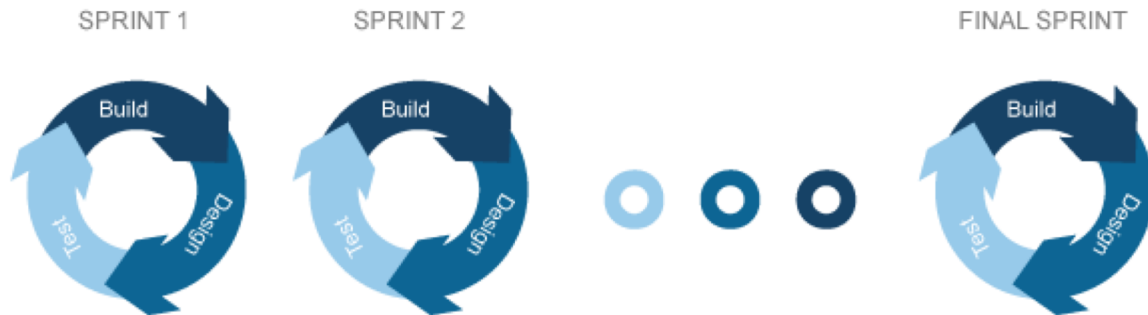 SPRINT 1
SPRINT 2
FINAL SPRINT
Build
Design
Test
Build
Design
Test
Build
Design
Test